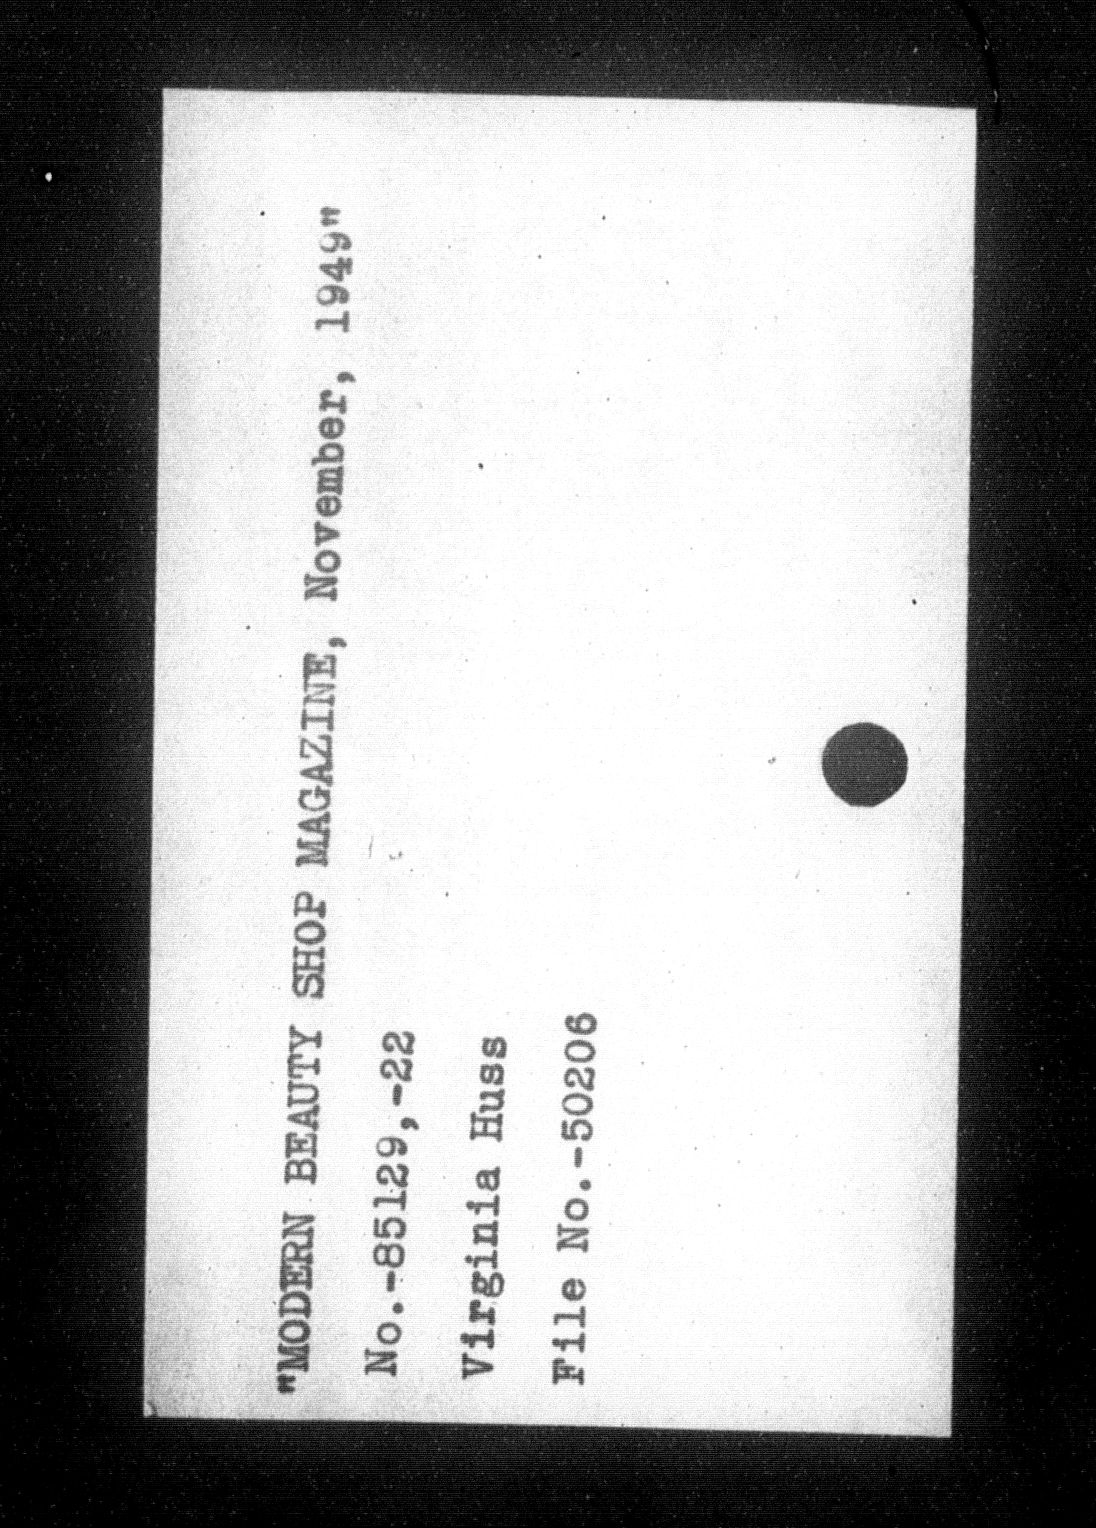 "MODERN BEAUTY SHOP MAGAZINE, November, 1949"
No.-85129,-22
Virginia Huss
File No.-50206